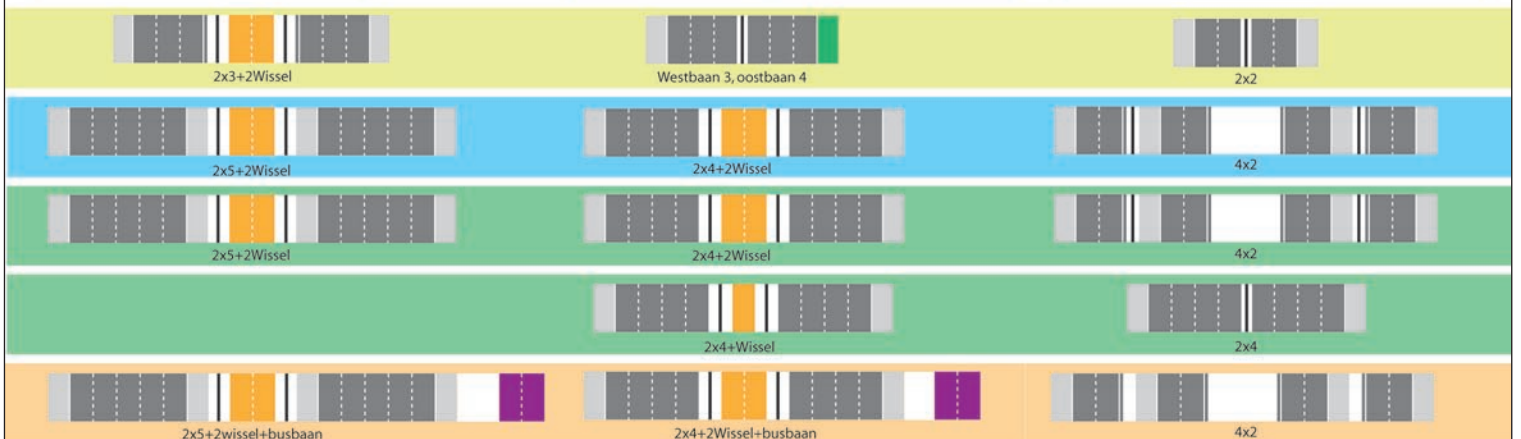 2x3+2Wissel
Westbaan 3, oostbaan 4
2x2
2x5+2Wissel
2x4+2Wissel
4x2
2x5+2Wissel
2x4+2Wissel
4x2
2x4+Wissel
2x4
2x5+2wissel+busbaan
2x4+2Wissel+busbaan
4x2